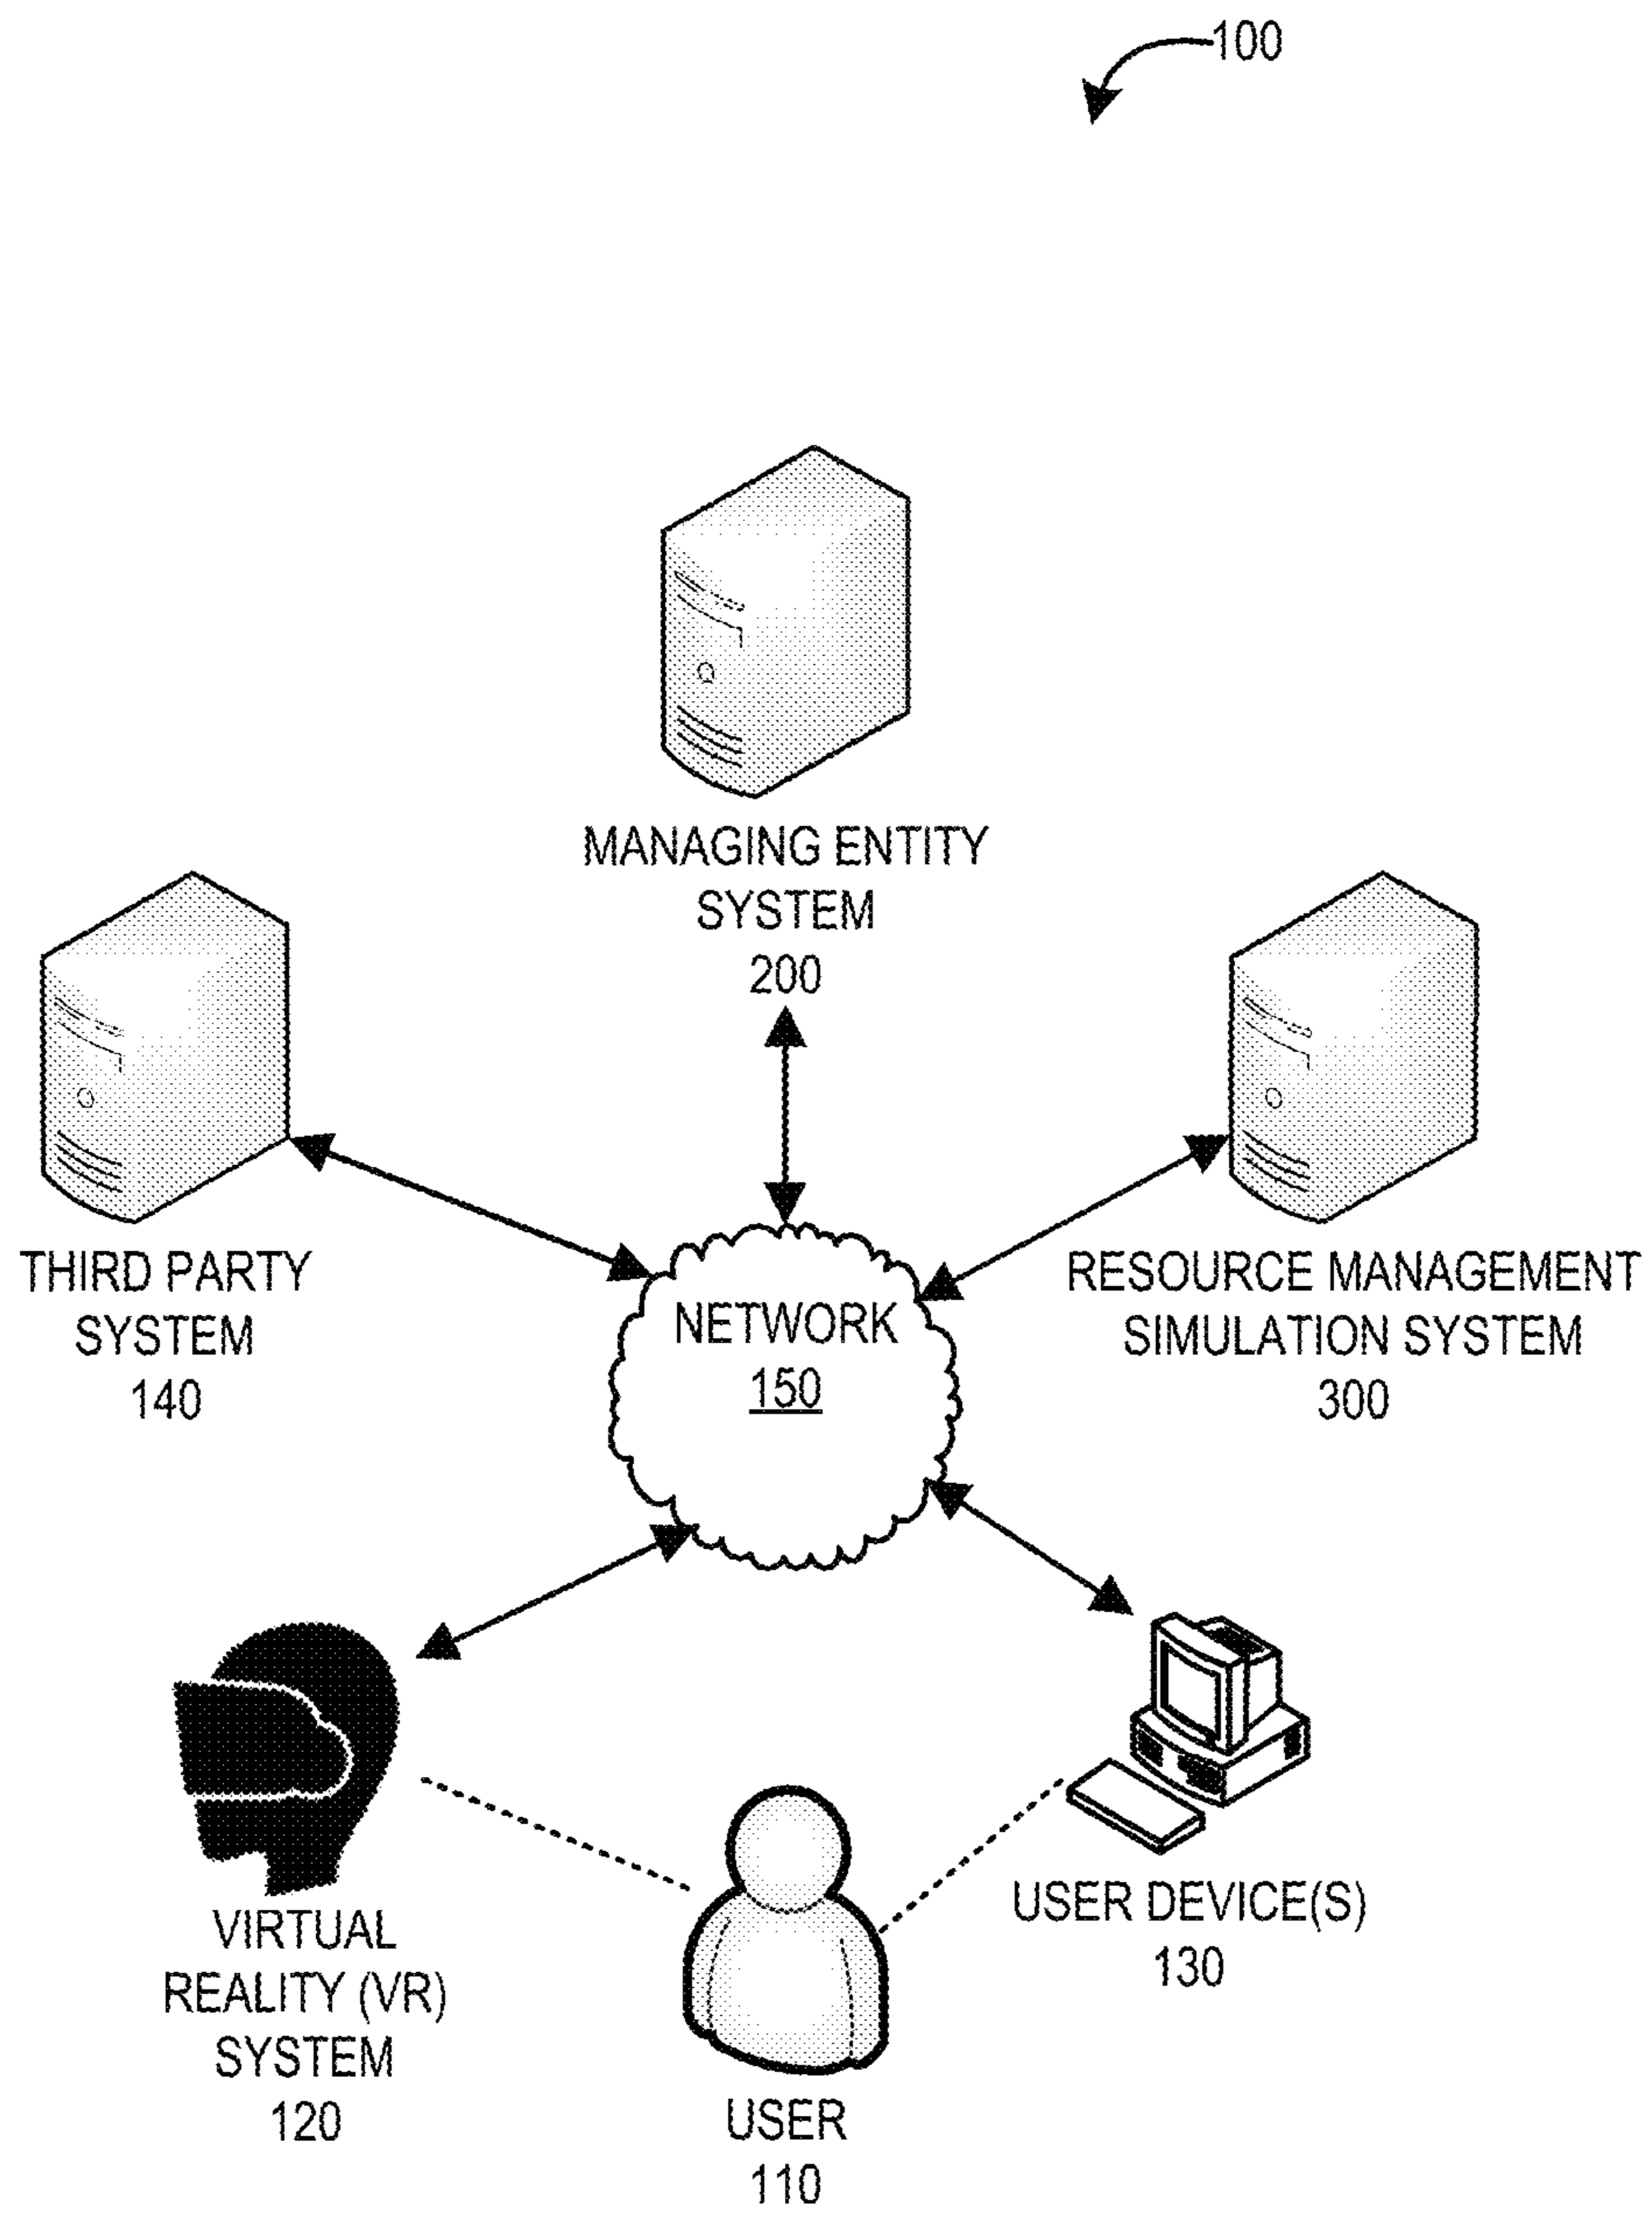 100
MANAGING ENTITY
SYSTEM
200
THIRD PARTY
SYSTEM
140
RESOURCE MANAGEMENT
SIMULATION SYSTEM
300
NETWORK
150
VIRTUAL
REALITY (VR)
SYSTEM
120
USER
110
USER DEVICE(S)
130